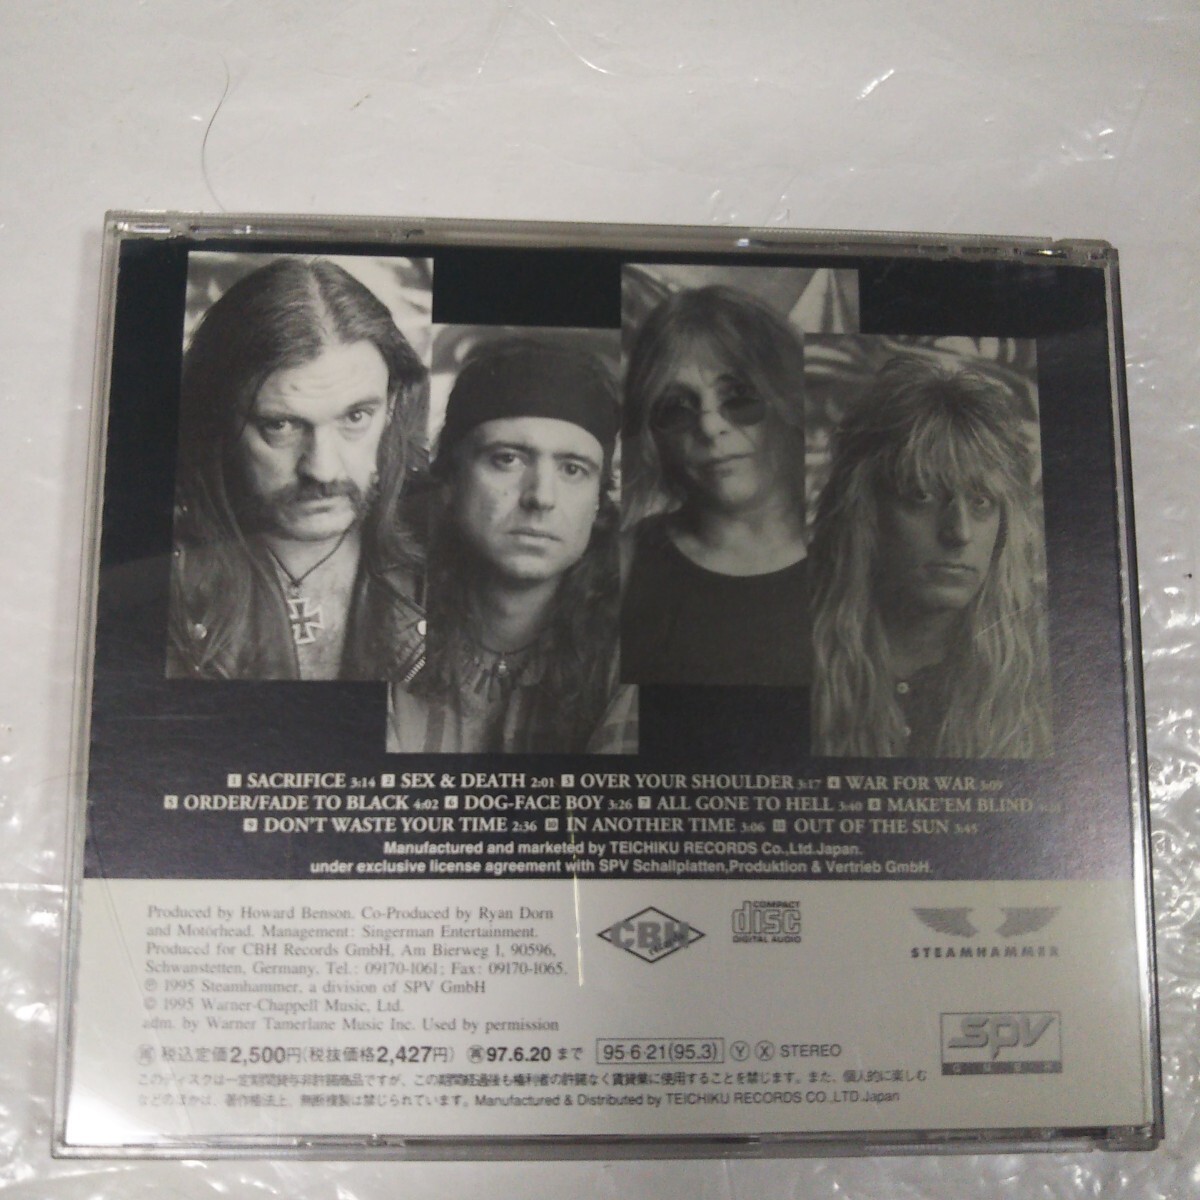 1 SACRIFICE 3:14 2 SEX & DEATH 2:01 3 OVER YOUR SHOULDER 3:17 4 WAR FOR WAR 3:09
5 ORDER/FADE TO BLACK 4:02 6 DOG-FACE BOY 3:26 7 ALL GONE TO HELL 3:40 8 MAKE'EM BLIND
9 DON'T WASTE YOUR TIME 2:36 10 IN ANOTHER TIME 3:06 11 OUT OF THE SUN 3:45
Manufactured and marketed by TEICHIKU RECORDS Co.,Ltd.Japan.
under exclusive license agreement with SPV Schallplatten,Produktion & Vertrieb GmbH.
Produced by Howard Benson. Co-Produced by Ryan Dorn
and Motörhead. Management: Singerman Entertainment.
Produced for CBH Records GmbH, Am Bierweg 1, 90596,
Schwanstetten, Germany. Tel.: 09170-1061; Fax: 09170-1065.
℗ 1995 Steamhammer, a division of SPV GmbH
© 1995 Warner-Chappell Music, Ltd.
adm. by Warner Tamerlane Music Inc. Used by permission
CBH
COMPACT
disc
DIGITAL AUDIO
STEAMHAMMER
SPV
税込定価2,500円(税抜価格2,427円) 再97.6.20まで 95·6·21(95.3) Ⓨ Ⓧ STEREO
このディスクは一定期間貸与非許諾商品ですが、この期間経過後も権利者の許諾なく賃貸業に使用することを禁じます。また、個人的に楽しむ
などのほかは、著作権法上、無断複製は禁じられています。Manufactured & Distributed by TEICHIKU RECORDS CO.,LTD.Japan